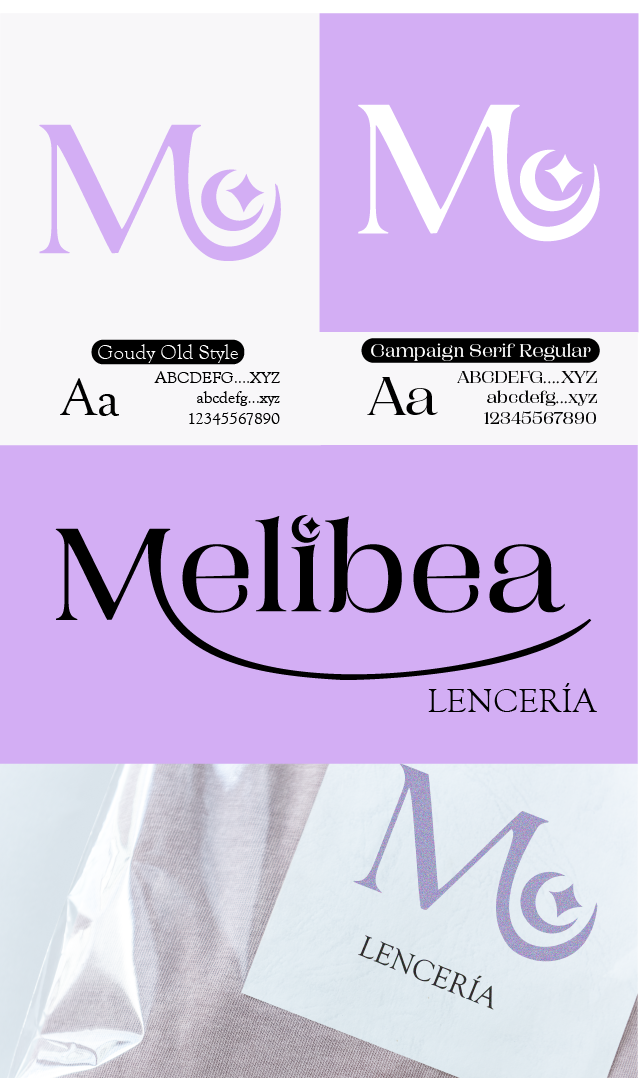 M
M
Goudy Old Style
Aa
ABCDEFG....XYZ
abcdefg...xyz
12345567890
Campaign Serif Regular
Aa
ABCDEFG....XYZ
abcdefg...xyz
12345567890
Melibea
LENCERÍA
M
LENCERÍA